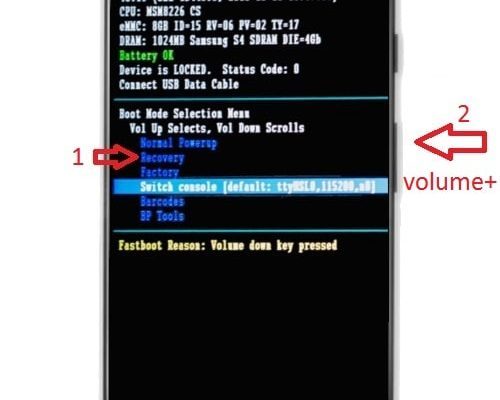 CPU: MSM8226 CS
eMMC: 8GB ID=15 RV=06 PV=02 TY=17
DRAM: 1024MB Samsung S4 SDRAM DIE=4Gb
Battery OK
Device is LOCKED. Status Code: 0
Connect USB Data Cable
Boot Mode Selection Menu
Vol Up Selects, Vol Down Scrolls
Normal Powerup
1
Recovery
Factory
Switch console [default: ttyHSL0,115200,n8]
Barcodes
BP Tools
Fastboot Reason: Volume down key pressed
2
volume+